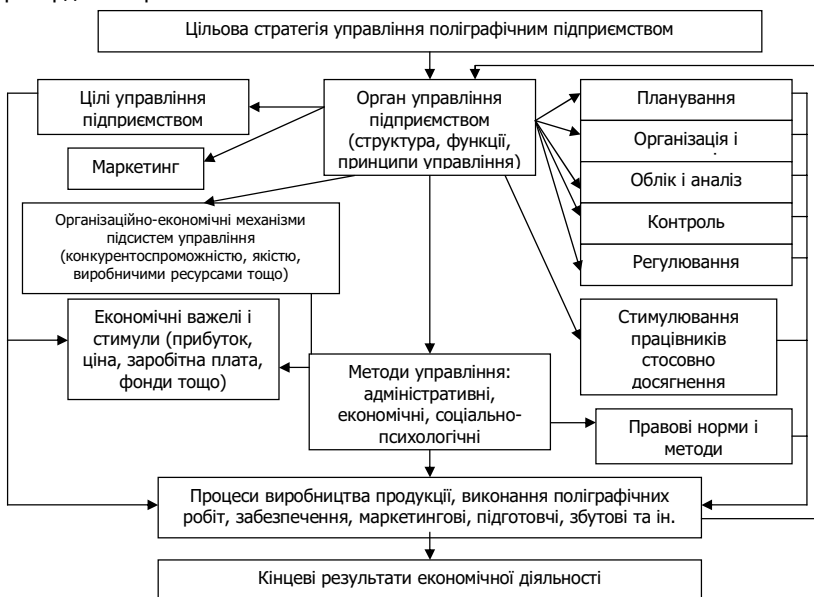 Цільова стратегія управління поліграфічним підприємством
Цілі управління
підприємством
Орган управління
підприємством
(структура, функції,
принципи управління)
Планування
Організація і
Маркетинг
Облік і аналіз
Контроль
Регулювання
Організаційно-економічні механізми
підсистем управління
(конкурентоспроможністю, якістю,
виробничими ресурсами тощо)
Економічні важелі і
стимули (прибуток,
ціна, заробітна плата,
фонди тощо)
Стимулювання
працівників
стосовно
досягнення
Методи управління:
адміністративні,
економічні, соціально-
психологічні
Правові норми і
методи
Процеси виробництва продукції, виконання поліграфічних
робіт, забезпечення, маркетингові, підготовчі, збутові та ін.
Кінцеві результати економічної діяльності